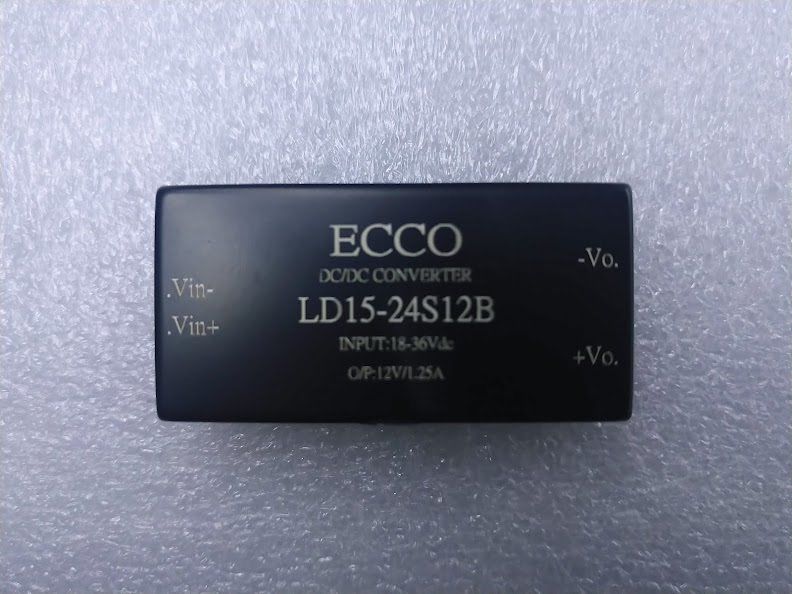 ECCO
DC/DC CONVERTER
LD15-24S12B
INPUT:18-36Vdc
O/P:12V/1.25A
.Vin-
.Vin+
-Vo.
+Vo.